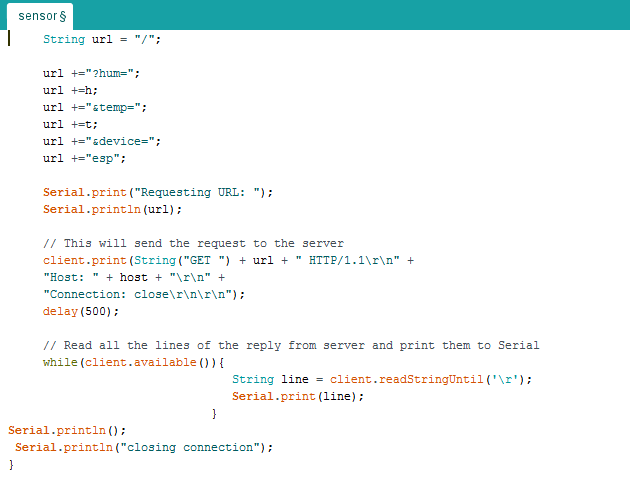 sensor §
String url = "/";
url +="?hum=";
url +=h;
url +="&temp=";
url +=t;
url +="&device=";
url +="esp";
Serial.print("Requesting URL: ");
Serial.println(url);
// This will send the request to the server
client.print(String("GET ") + url + " HTTP/1.1\r\n" +
"Host: " + host + "\r\n" +
"Connection: close\r\n\r\n");
delay(500);
// Read all the lines of the reply from server and print them to Serial
while(client.available()){
String line = client.readStringUntil('\r');
Serial.print(line);
}
Serial.println();
Serial.println("closing connection");
}